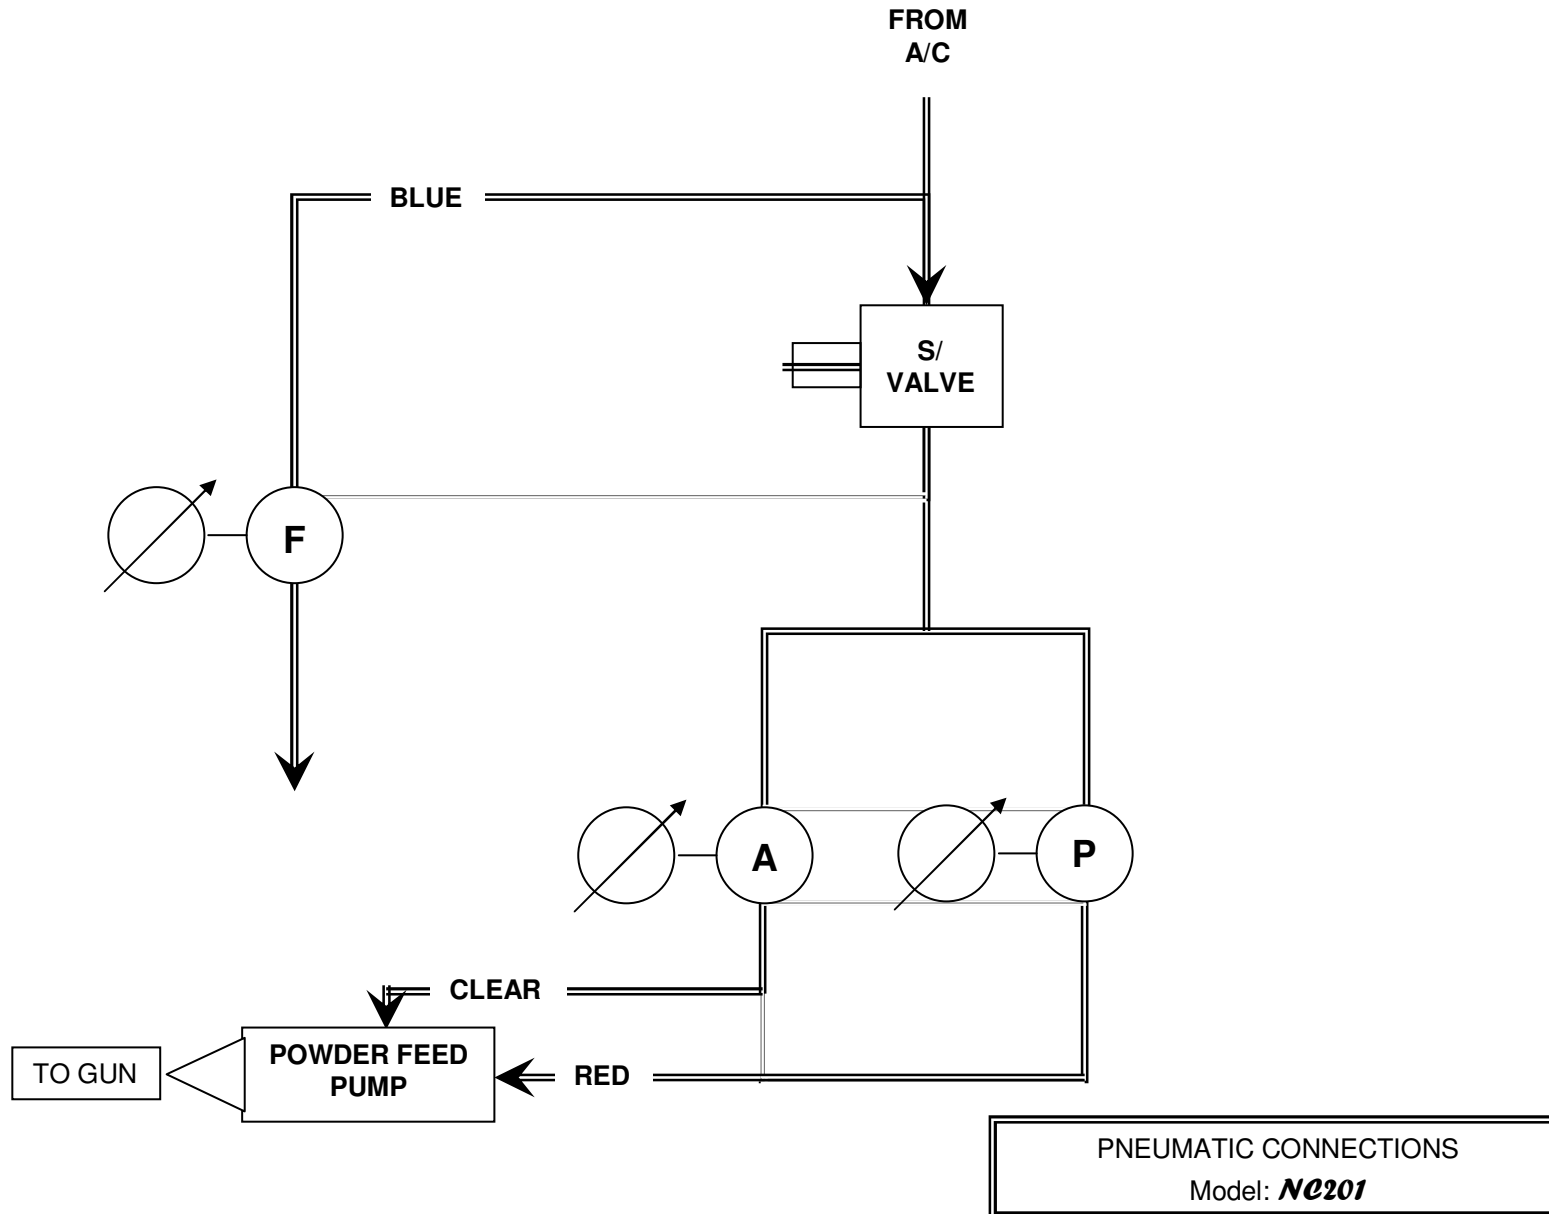 FROM
A/C
BLUE
S/
VALVE
F
A
P
CLEAR
POWDER FEED
PUMP
TO GUN
RED
PNEUMATIC CONNECTIONS
Model: NC201